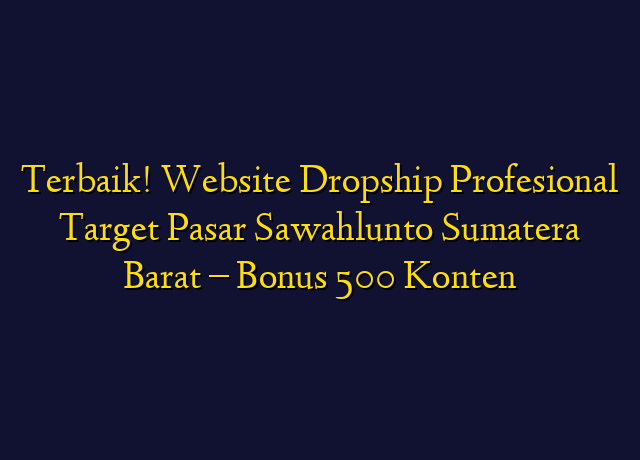 Terbaik! Website Dropship Profesional
Target Pasar Sawahlunto Sumatera
Barat – Bonus 500 Konten